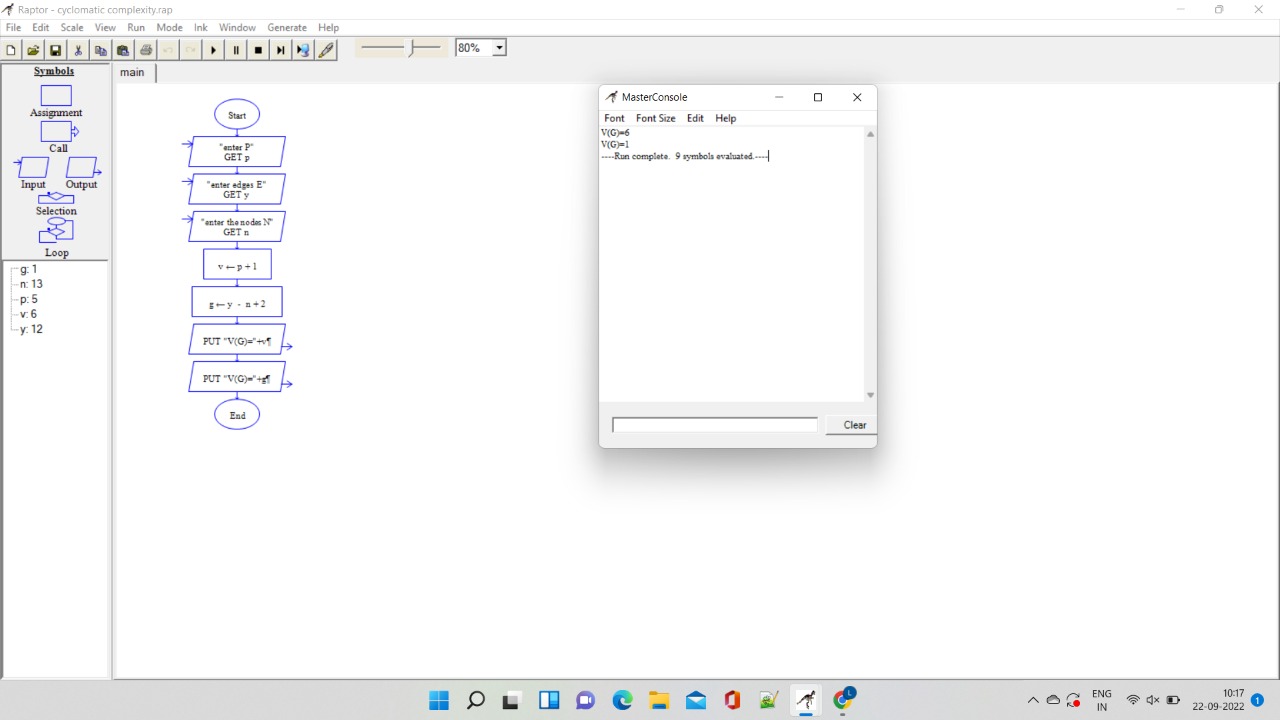 Raptor - cyclomatic complexity.rap
File Edit Scale View Run Mode Ink Window Generate Help
80%
Symbols
Assignment
Call
Input Output
Selection
Loop
g: 1
n: 13
p: 5
v: 6
y: 12
main
Start
"enter P"
GET p
"enter edges E"
GET y
"enter the nodes N"
GET n
v ← p + 1
g ← y - n + 2
PUT "V(G)="+v¶
PUT "V(G)="+g¶
End
MasterConsole
Font Font Size Edit Help
V(G)=6
V(G)=1
----Run complete. 9 symbols evaluated.----
Clear
L
ENG
IN
10:17
22-09-2022
1